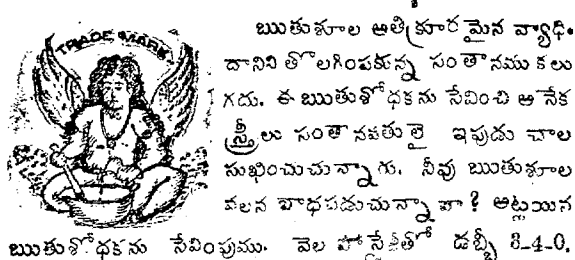 TRADE MARK
ఋతుశూల అతి క్రూర మైన వ్యాధి.
దానిని తొలగింపకున్న సంతానము కలు
గదు. ఈ ఋతుశోధకను సేవించి అనేక
స్త్రీలు సంతానవతులై ఇపుడు చాల
సుఖించుచున్నారు. నీవు ఋతుశూల
వలన బాధపడుచున్నావా? అట్లయిన
ఋతుశోధకను సేవింపుము. వెల పోస్టేజీతో డబ్బీ 3-4-0.